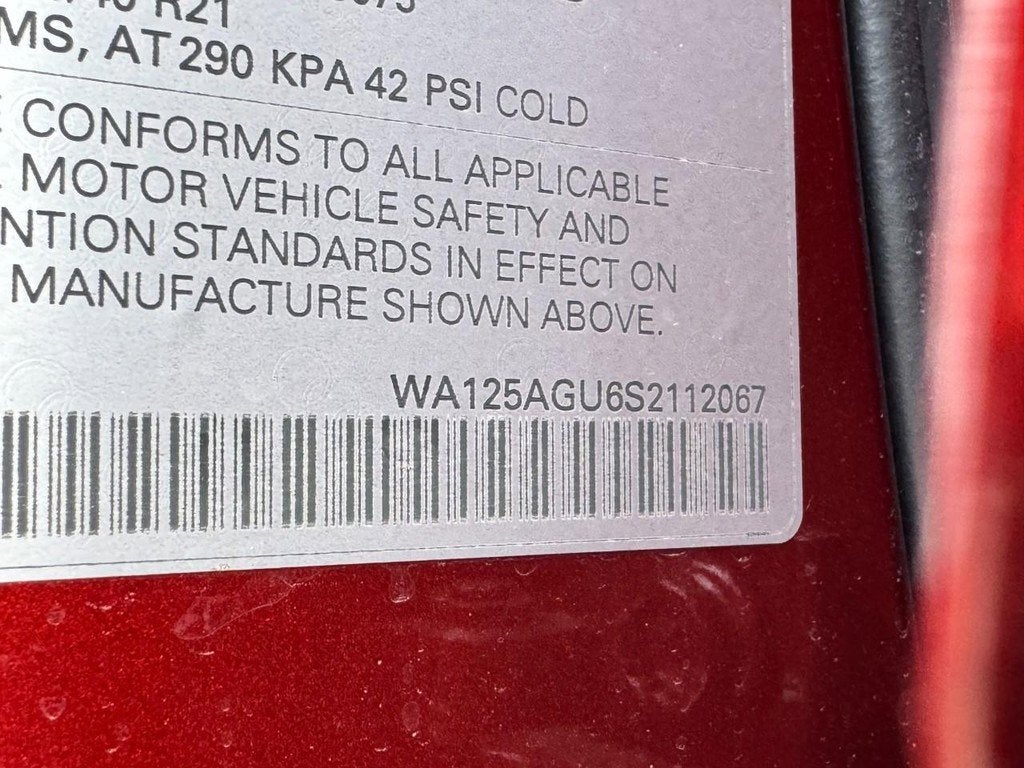 R21
MS, AT 290 KPA 42 PSI COLD
E CONFORMS TO ALL APPLICABLE
MOTOR VEHICLE SAFETY AND
NTION STANDARDS IN EFFECT ON
MANUFACTURE SHOWN ABOVE.
WA125AGU6S2112067